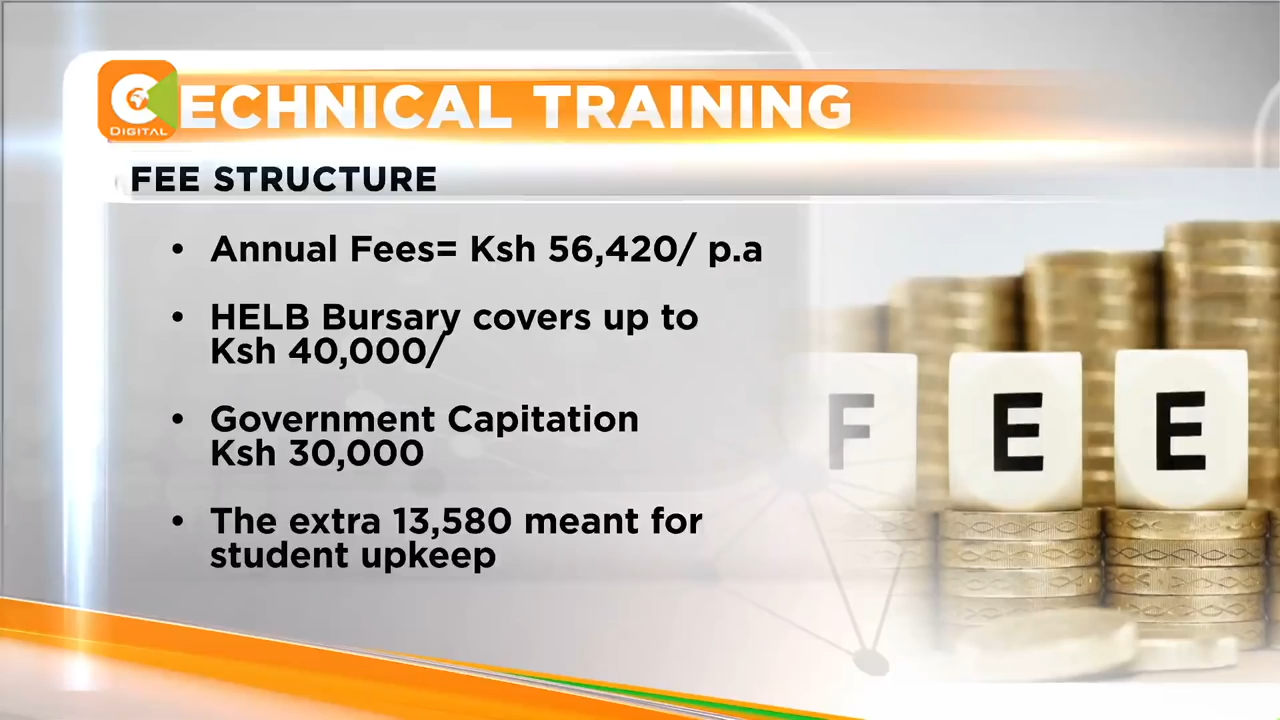 DIGITAL
ECHNICAL TRAINING
FEE STRUCTURE
• Annual Fees= Ksh 56,420/ p.a
• HELB Bursary covers up to
Ksh 40,000/
• Government Capitation
Ksh 30,000
• The extra 13,580 meant for
student upkeep
F E E